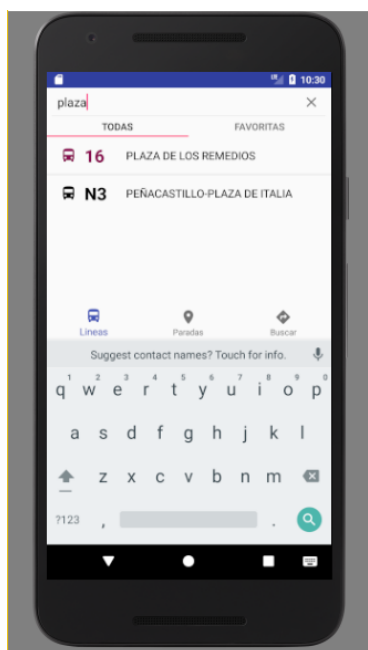 10:30
plaza
TODAS FAVORITAS
16 PLAZA DE LOS REMEDIOS
N3 PEÑACASTILLO-PLAZA DE ITALIA
Lineas Paradas Buscar
Suggest contact names? Touch for info.
1 2 3 4 5 6 7 8 9 0
q w e r t y u i o p
a s d f g h j k l
z x c v b n m
?123 , .